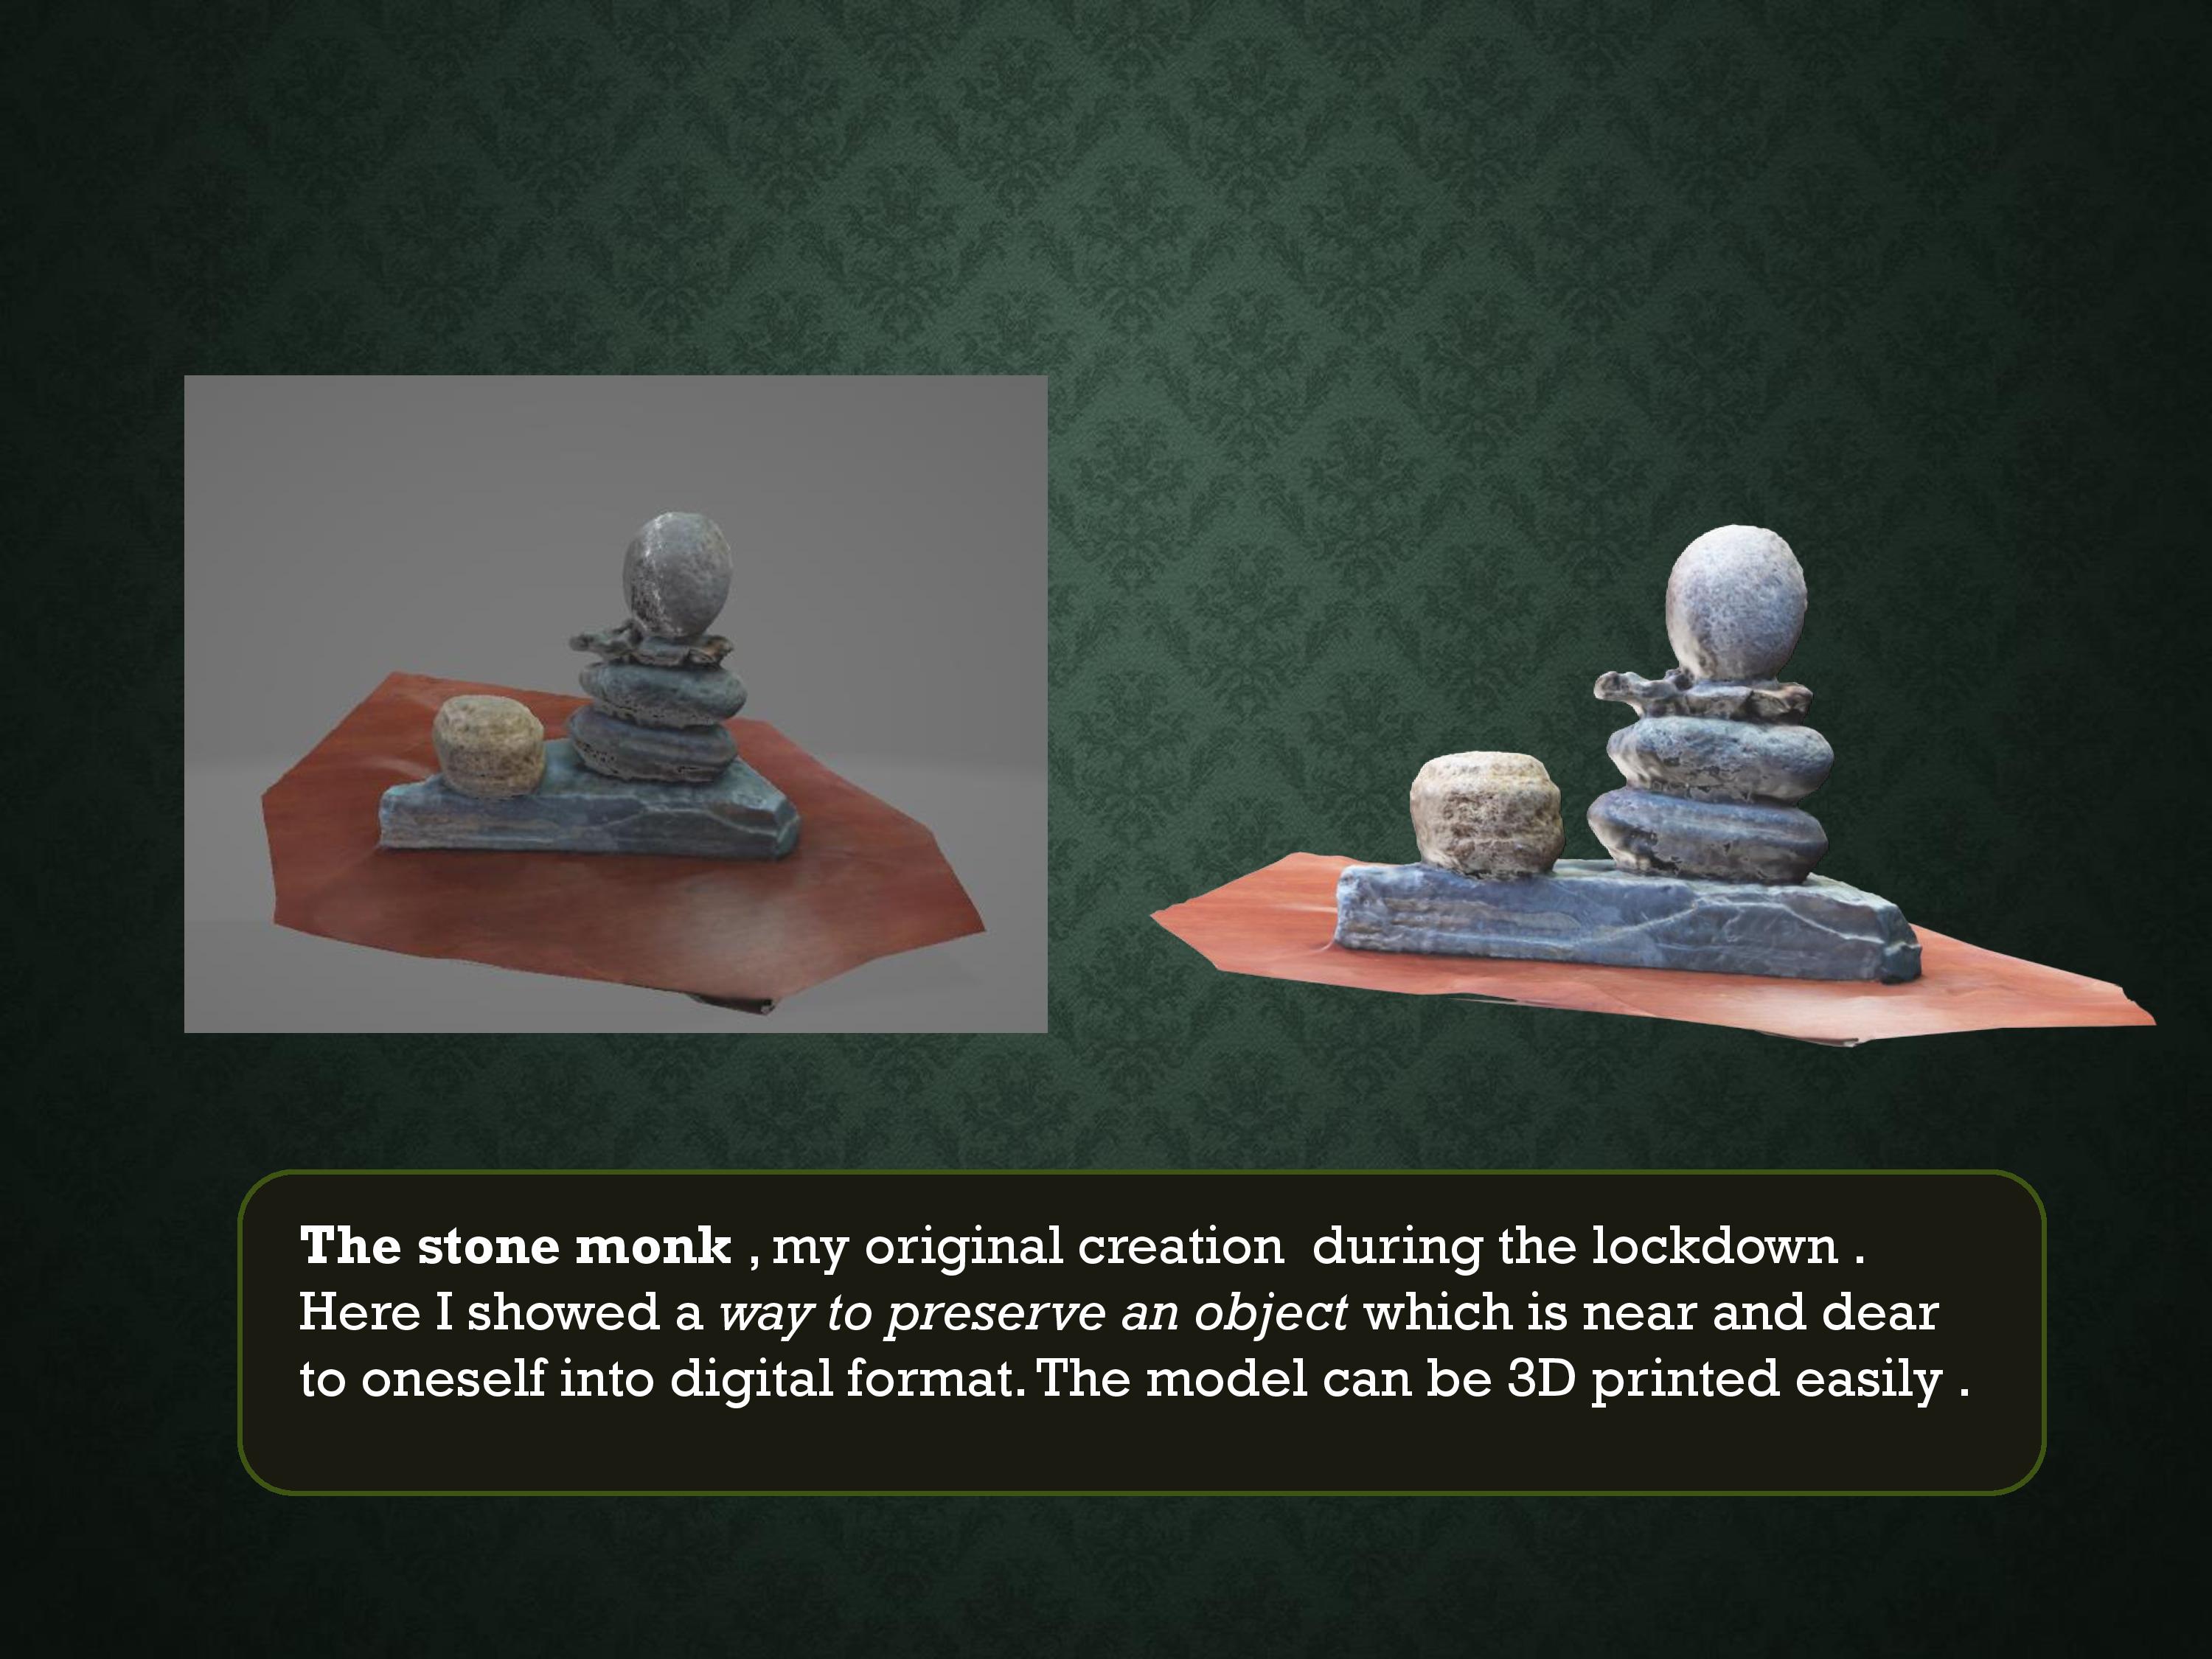 The stone monk , my original creation  during the lockdown .
Here I showed a way to preserve an object which is near and dear
to oneself into digital format. The model can be 3D printed easily .